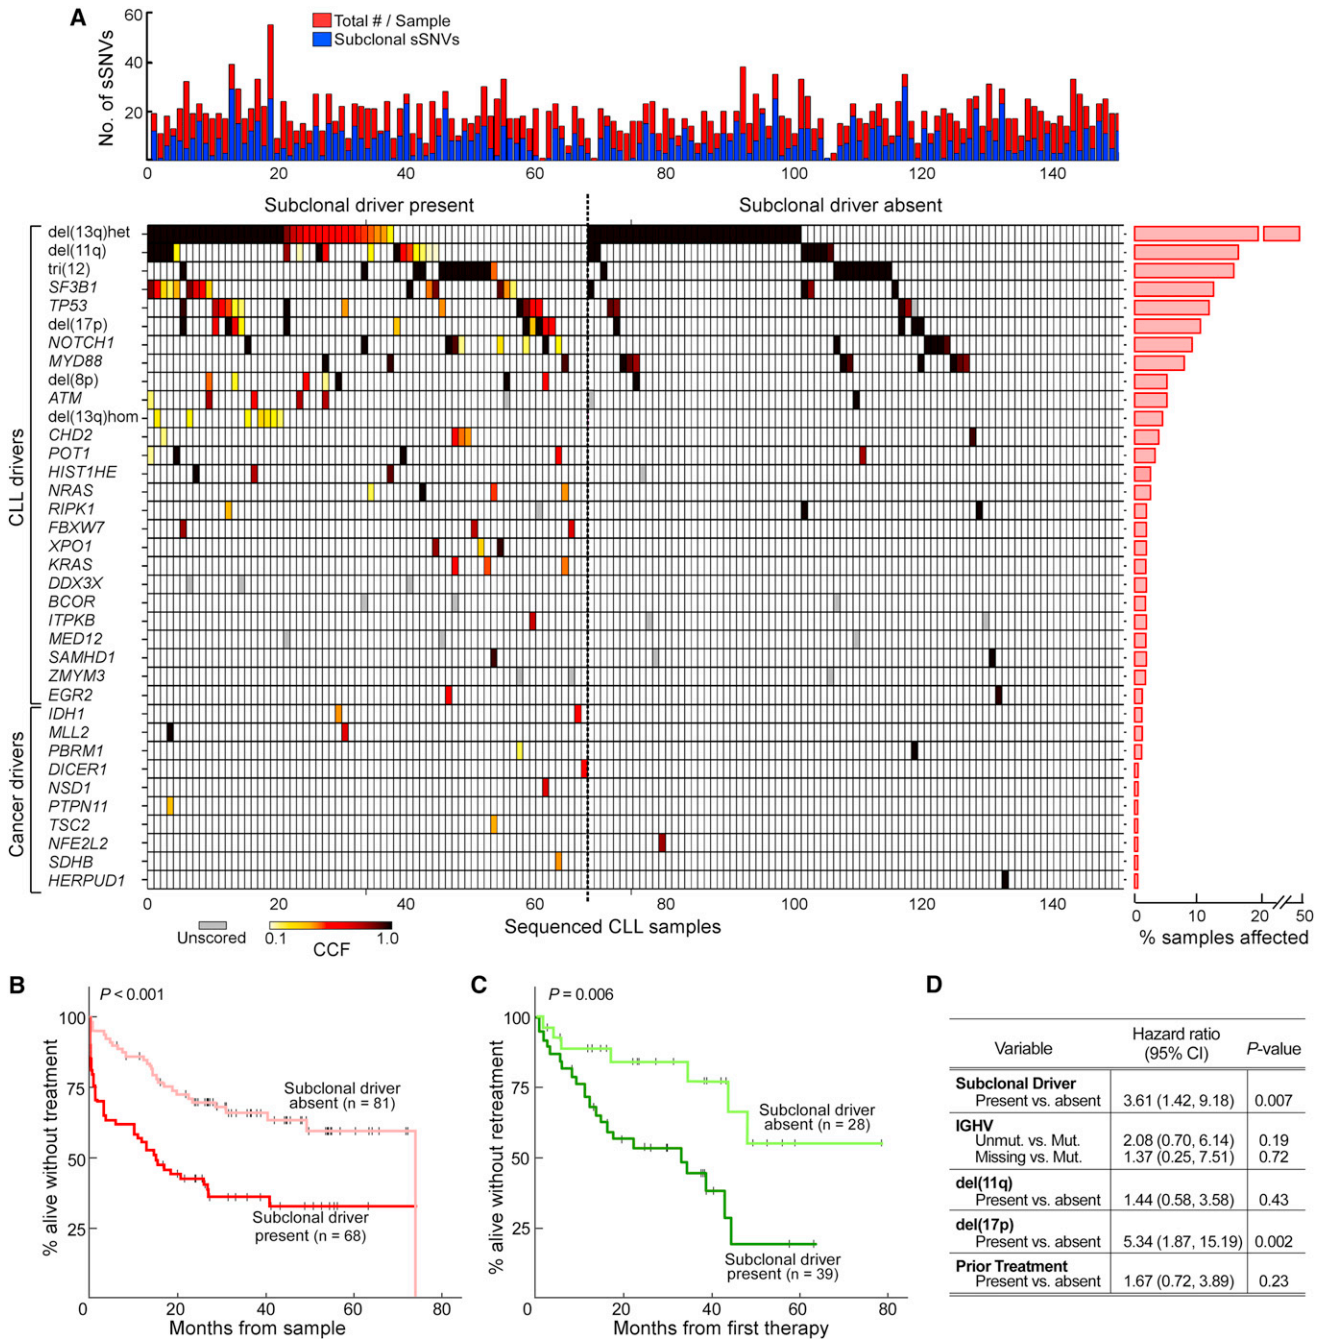 A
No. of sSNVs
60
40
20
Total # / Sample
Subclonal sSNVs
0 20 40 60 80 100 120 140
Subclonal driver present
Subclonal driver absent
CLL drivers
del(13q)het
del(11q)
tri(12)
SF3B1
TP53
del(17p)
NOTCH1
MYD88
del(8p)
ATM
del(13q)hom
CHD2
POT1
HIST1HE
NRAS
RIPK1
FBXW7
XPO1
KRAS
DDX3X
BCOR
ITPKB
MED12
SAMHD1
ZMYM3
EGR2
Cancer drivers
IDH1
MLL2
PBRM1
DICER1
NSD1
PTPN11
TSC2
NFE2L2
SDHB
HERPUD1
0 20 40 60 80 100 120 140
Sequenced CLL samples
Unscored
0.1 1.0
CCF
0 10 20 50
% samples affected
B
P < 0.001
% alive without treatment
100
75
50
25
Subclonal driver
absent (n = 81)
Subclonal driver
present (n = 68)
0 20 40 60 80
Months from sample
C
P = 0.006
% alive without retreatment
100
75
50
25
Subclonal driver
absent (n = 28)
Subclonal driver
present (n = 39)
0 20 40 60 80
Months from first therapy
D
Variable Hazard ratio (95% CI) P-value
Subclonal Driver
Present vs. absent 3.61 (1.42, 9.18) 0.007
IGHV
Unmut. vs. Mut. 2.08 (0.70, 6.14) 0.19
Missing vs. Mut. 1.37 (0.25, 7.51) 0.72
del(11q)
Present vs. absent 1.44 (0.58, 3.58) 0.43
del(17p)
Present vs. absent 5.34 (1.87, 15.19) 0.002
Prior Treatment
Present vs. absent 1.67 (0.72, 3.89) 0.23